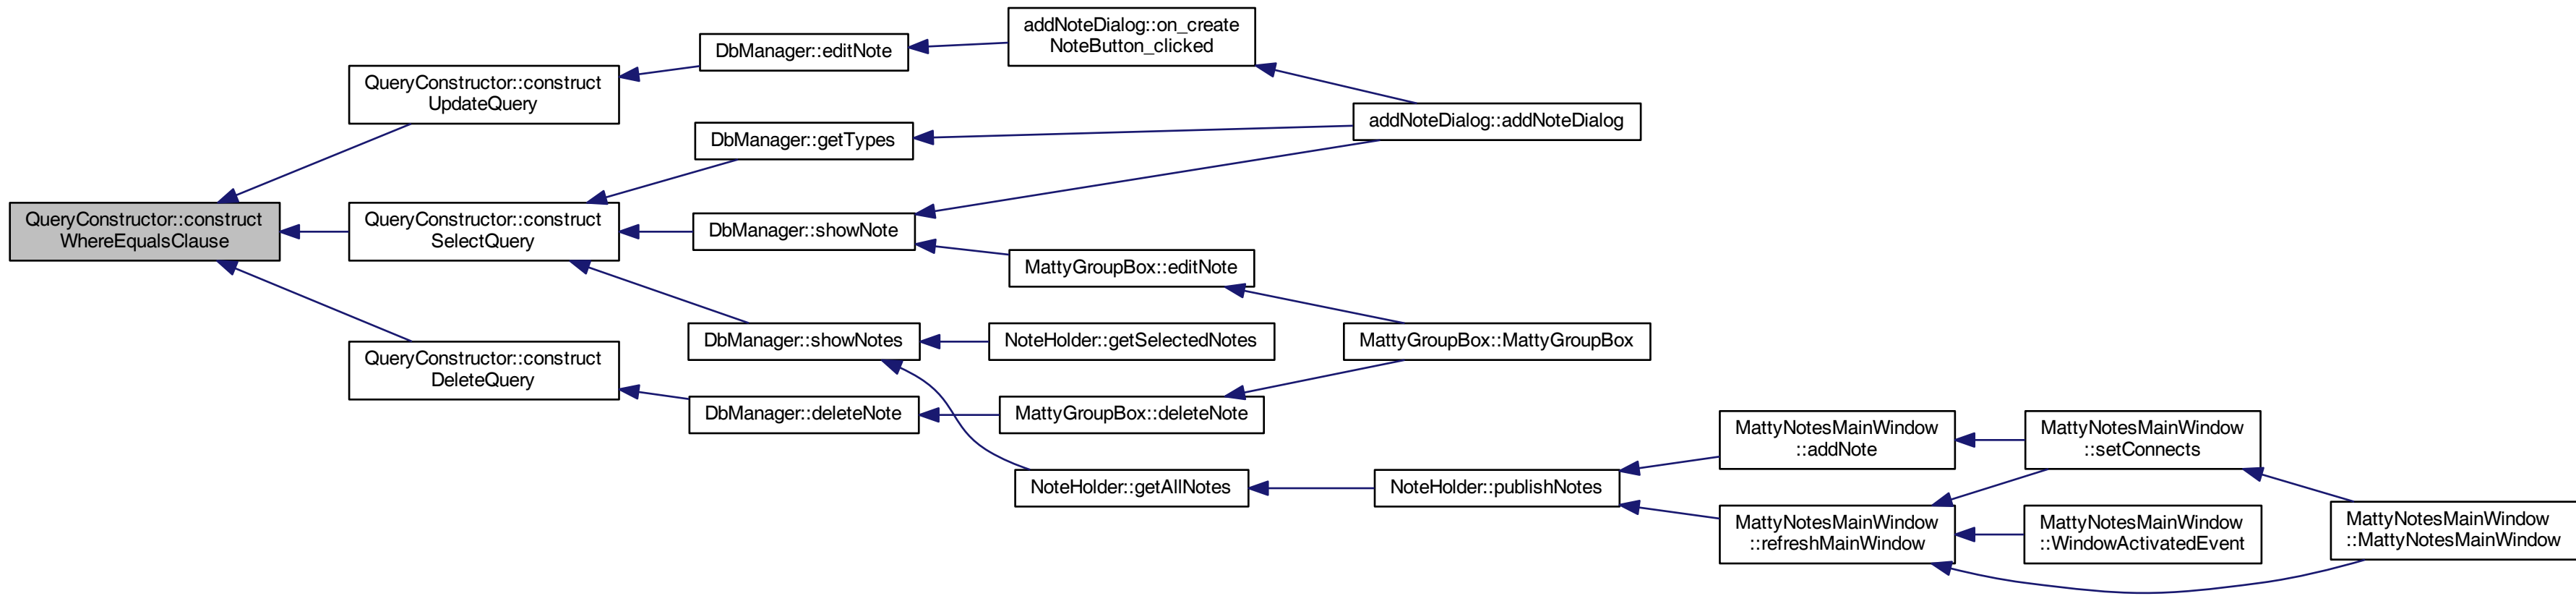 QueryConstructor::construct
WhereEqualsClause
QueryConstructor::construct
UpdateQuery
QueryConstructor::construct
SelectQuery
QueryConstructor::construct
DeleteQuery
DbManager::editNote
DbManager::getTypes
DbManager::showNote
DbManager::showNotes
DbManager::deleteNote
addNoteDialog::on_create
NoteButton_clicked
MattyGroupBox::editNote
NoteHolder::getSelectedNotes
MattyGroupBox::deleteNote
NoteHolder::getAllNotes
addNoteDialog::addNoteDialog
MattyGroupBox::MattyGroupBox
NoteHolder::publishNotes
MattyNotesMainWindow
::addNote
MattyNotesMainWindow
::refreshMainWindow
MattyNotesMainWindow
::setConnects
MattyNotesMainWindow
::WindowActivatedEvent
MattyNotesMainWindow
::MattyNotesMainWindow